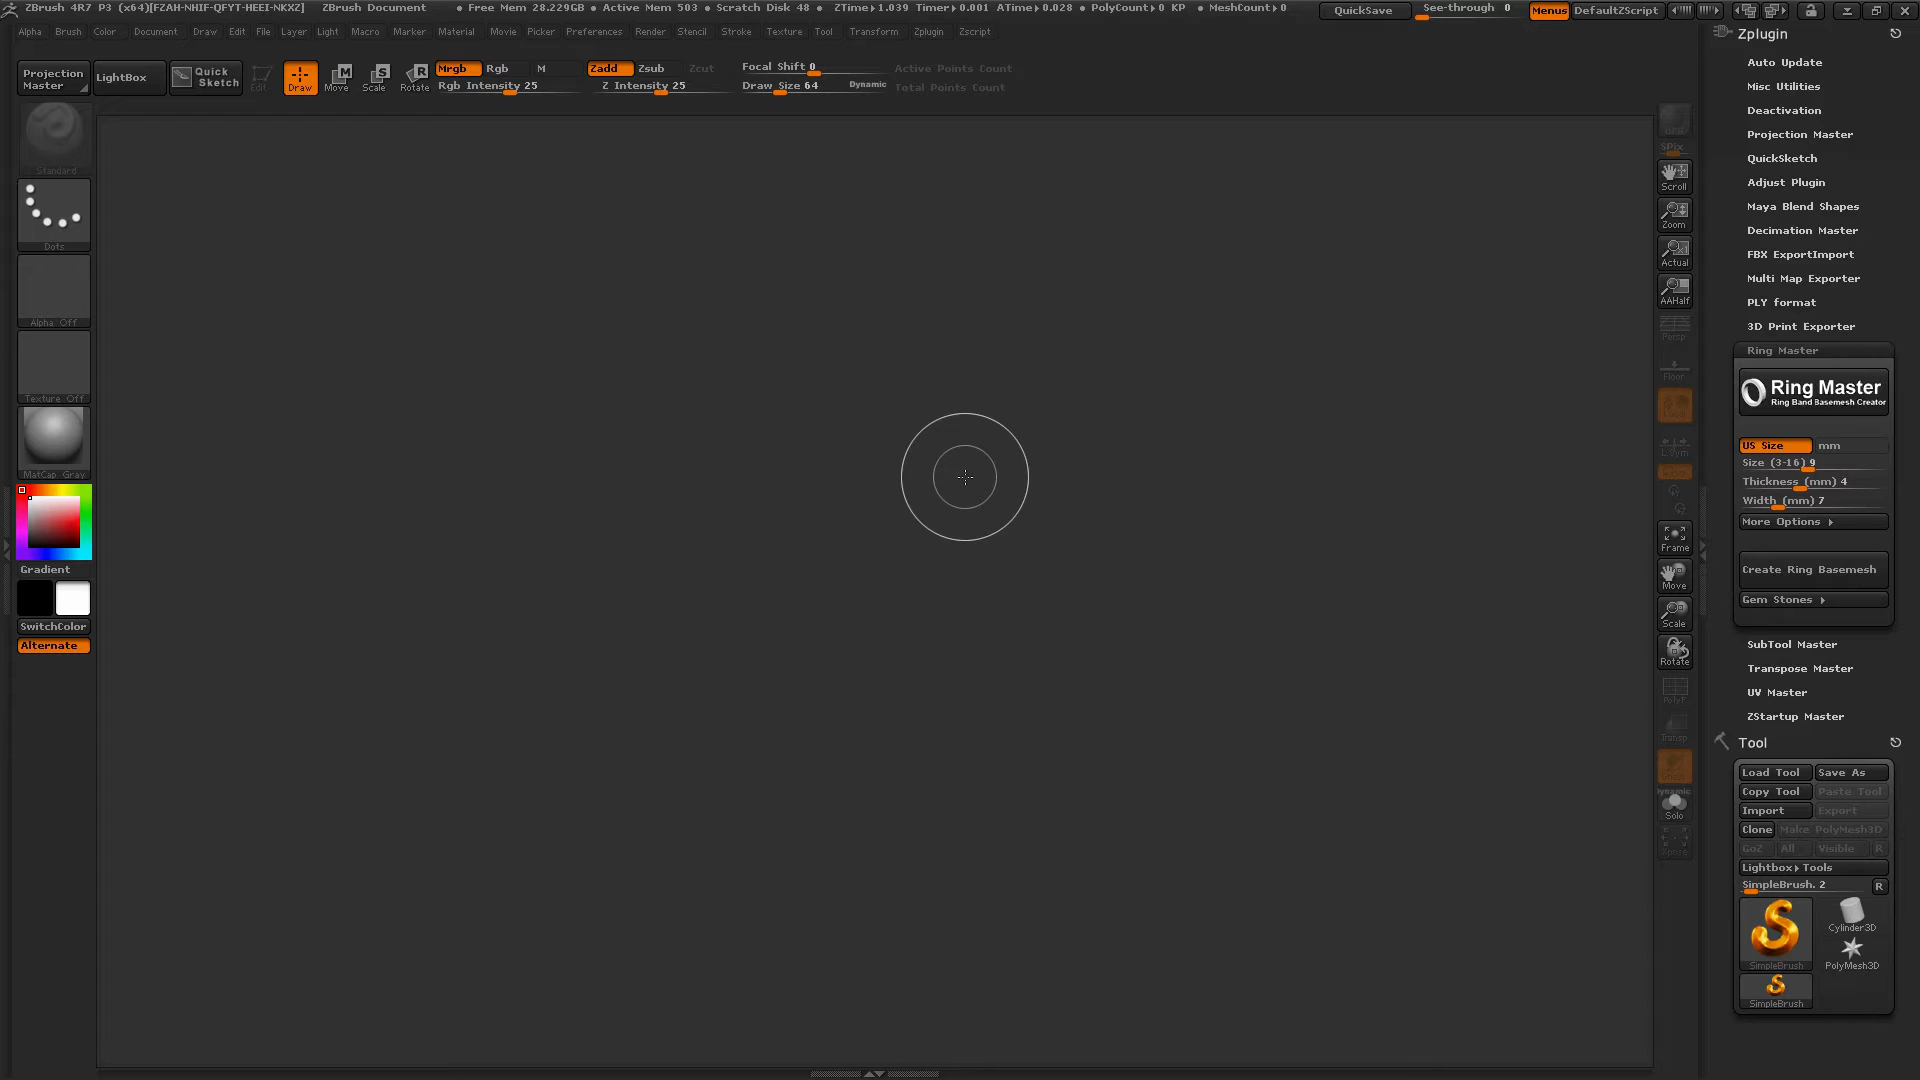 ZBrush 4R7 P3 (x64)[FZAH-NHIF-QFYT-HEEI-NKXZ] ZBrush Document • Free Mem 28.229GB • Active Mem 503 • Scratch Disk 48 • ZTime▸1.039 Timer▸0.001 ATime▸0.028 • PolyCount▸0 KP • MeshCount▸0 QuickSave See-through 0 Menus DefaultZScript
Alpha Brush Color Document Draw Edit File Layer Light Macro Marker Material Movie Picker Preferences Render Stencil Stroke Texture Tool Transform Zplugin Zscript
Projection Master
LightBox
Quick Sketch
Edit
Draw
Move
Scale
Rotate
Mrgb Rgb M
Rgb Intensity 25
Zadd Zsub Zcut
Z Intensity 25
Focal Shift 0
Draw Size 64 Dynamic
Active Points Count
Total Points Count
Standard
Dots
Alpha Off
Texture Off
MatCap Gray
Gradient
SwitchColor
Alternate
SPix
Scroll
Zoom
Actual
AAHalf
Persp
Floor
L.Sym
Frame
Move
Scale
Rotate
PolyF
Transp
Dynamic
Solo
Xpose
Zplugin
Auto Update
Misc Utilities
Deactivation
Projection Master
QuickSketch
Adjust Plugin
Maya Blend Shapes
Decimation Master
FBX ExportImport
Multi Map Exporter
PLY format
3D Print Exporter
Ring Master
Ring Master
Ring Band Basemesh Creator
US Size mm
Size (3-16) 9
Thickness (mm) 4
Width (mm) 7
More Options ▸
Create Ring Basemesh
Gem Stones ▸
SubTool Master
Transpose Master
UV Master
ZStartup Master
Tool
Load Tool Save As
Copy Tool Paste Tool
Import Export
Clone Make PolyMesh3D
GoZ All Visible R
Lightbox▸Tools
SimpleBrush. 2 R
SimpleBrush
Cylinder3D
PolyMesh3D
SimpleBrush